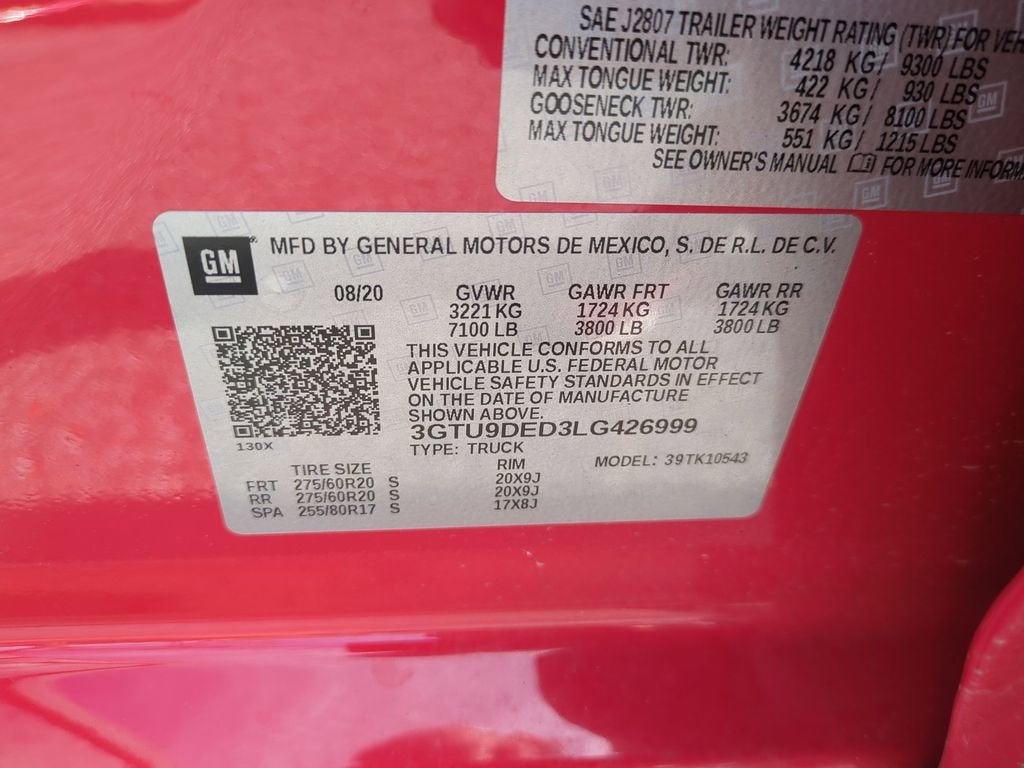 SAE J2807 TRAILER WEIGHT RATING (TWR) FOR
CONVENTIONAL TWR: 4218 KG/ 9300 LBS
MAX TONGUE WEIGHT: 422 KG/ 930 LBS
GOOSENECK TWR: 3674 KG/ 8100 LBS
MAX TONGUE WEIGHT: 551 KG/ 1215 LBS
SEE OWNER'S MANUAL FOR MORE
GM
GM ® MFD BY GENERAL MOTORS DE MEXICO, S. DE R.L. DE C.V.
08/20 GVWR GAWR FRT GAWR RR
3221 KG 1724 KG 1724 KG
7100 LB 3800 LB 3800 LB
THIS VEHICLE CONFORMS TO ALL
APPLICABLE U.S. FEDERAL MOTOR
VEHICLE SAFETY STANDARDS IN EFFECT
ON THE DATE OF MANUFACTURE
SHOWN ABOVE.
3GTU9DED3LG426999
130X TYPE: TRUCK
TIRE SIZE RIM MODEL: 39TK10543
FRT 275/60R20 S 20X9J
RR 275/60R20 S 20X9J
SPA 255/80R17 S 17X8J